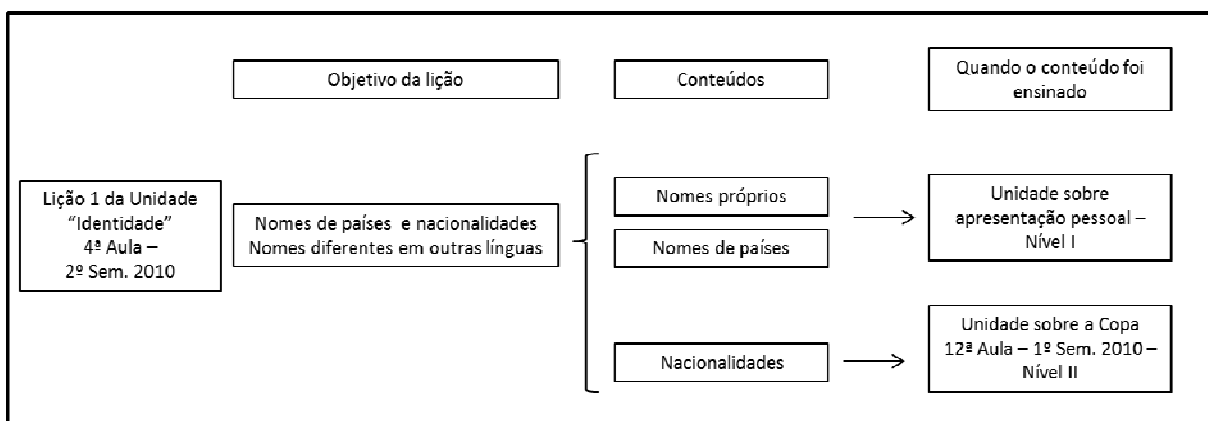 Objetivo da lição
Conteúdos
Quando o conteúdo foi
ensinado
Lição 1 da Unidade
“Identidade”
4ª Aula –
2º Sem. 2010
Nomes de países e nacionalidades
Nomes diferentes em outras línguas
Nomes próprios
Nomes de países
Nacionalidades
Unidade sobre
apresentação pessoal –
Nível I
Unidade sobre a Copa
12ª Aula – 1º Sem. 2010 –
Nível II